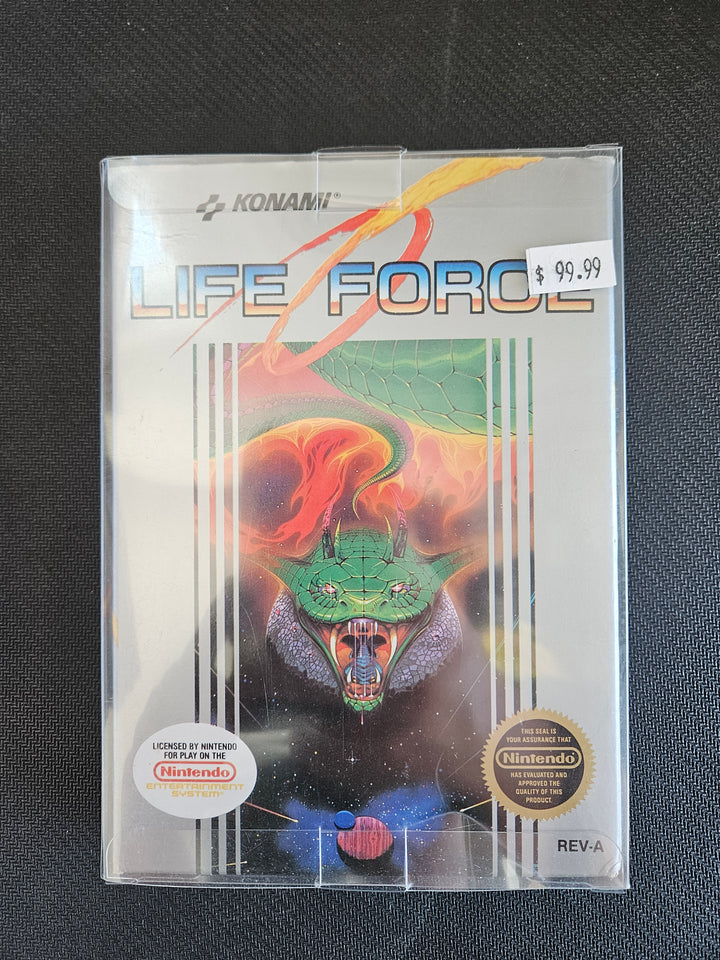 KONAMI®
LIFE FORCE
$ 99.99
LICENSED BY NINTENDO
FOR PLAY ON THE
Nintendo
ENTERTAINMENT
SYSTEM®
THIS SEAL IS
YOUR ASSURANCE THAT
Nintendo
HAS EVALUATED AND
APPROVED THE
QUALITY OF THIS
PRODUCT.
REV-A